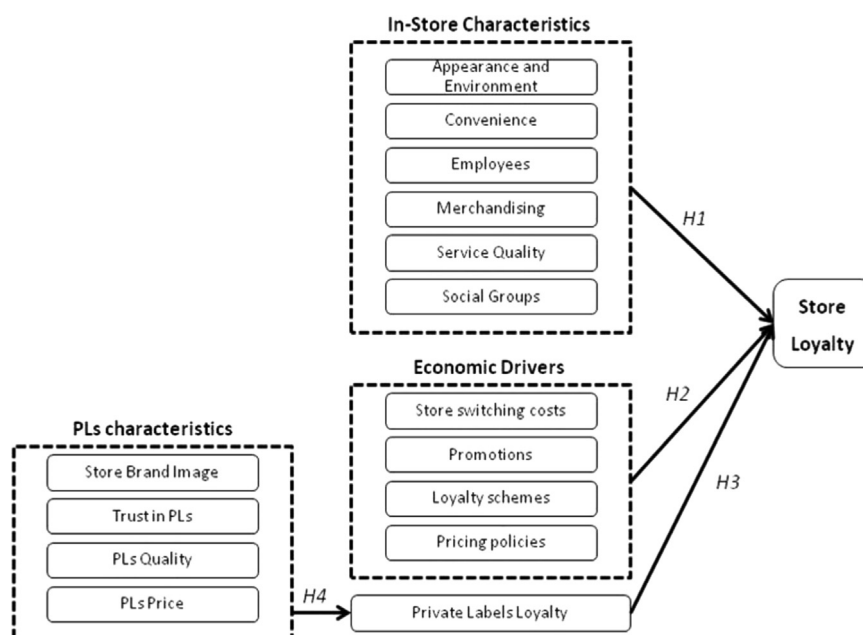 In-Store Characteristics
Appearance and
Environment
Convenience
Employees
Merchandising
Service Quality
Social Groups
H1
Store
Loyalty
Economic Drivers
Store switching costs
Promotions
Loyalty schemes
Pricing policies
H2
H3
PLs characteristics
Store Brand Image
Trust in PLs
PLs Quality
PLs Price
H4
Private Labels Loyalty